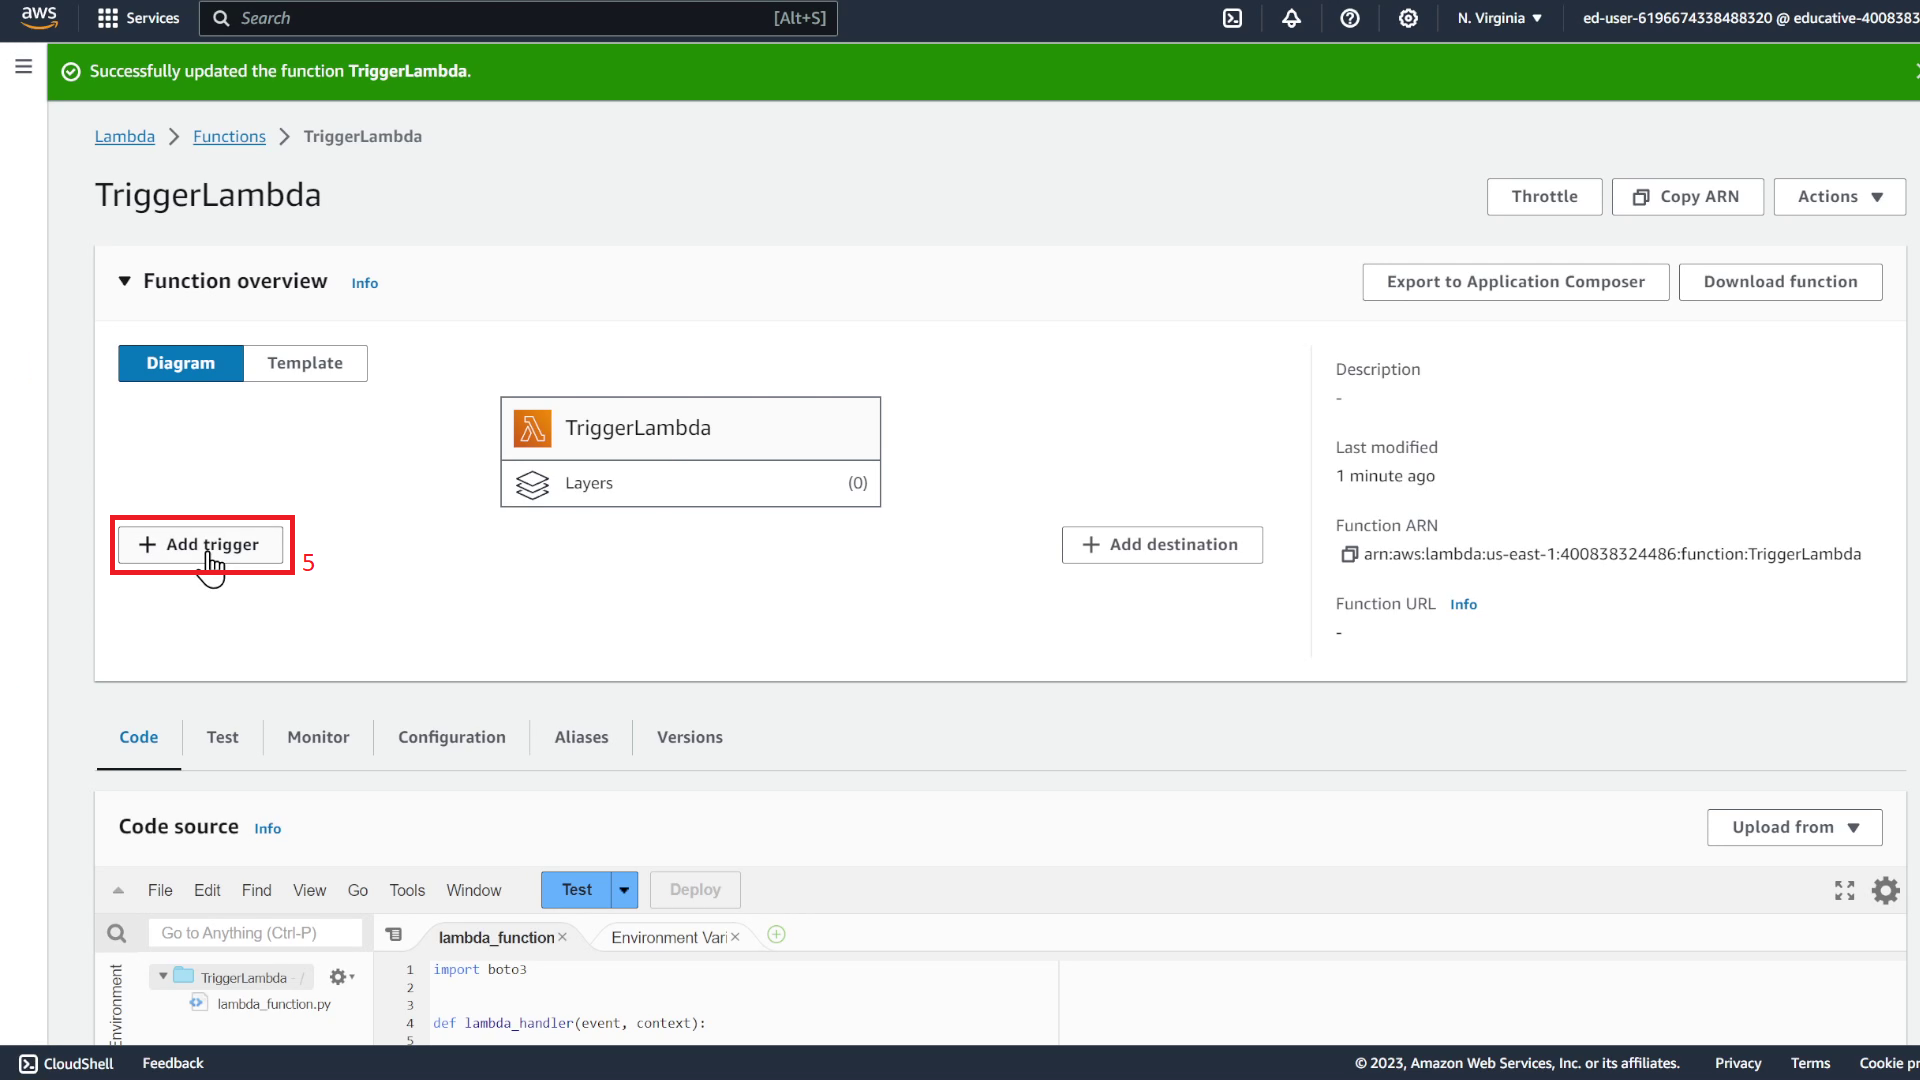 aws Services Search [Alt+S] N. Virginia ▼ ed-user-6196674338488320 @ educative-4008383
Successfully updated the function TriggerLambda.
Lambda > Functions > TriggerLambda
TriggerLambda
Throttle Copy ARN Actions ▼
▼ Function overview Info
Export to Application Composer Download function
Diagram Template
TriggerLambda
Layers (0)
+ Add trigger
5
+ Add destination
Description
-
Last modified
1 minute ago
Function ARN
arn:aws:lambda:us-east-1:400838324486:function:TriggerLambda
Function URL Info
-
Code Test Monitor Configuration Aliases Versions
Code source Info
Upload from ▼
File Edit Find View Go Tools Window Test Deploy
Go to Anything (Ctrl-P)
lambda_function × Environment Vari ×
Environment
TriggerLambda - /
lambda_function.py
1 import boto3
2
3
4 def lambda_handler(event, context):
5
CloudShell Feedback © 2023, Amazon Web Services, Inc. or its affiliates. Privacy Terms Cookie pr